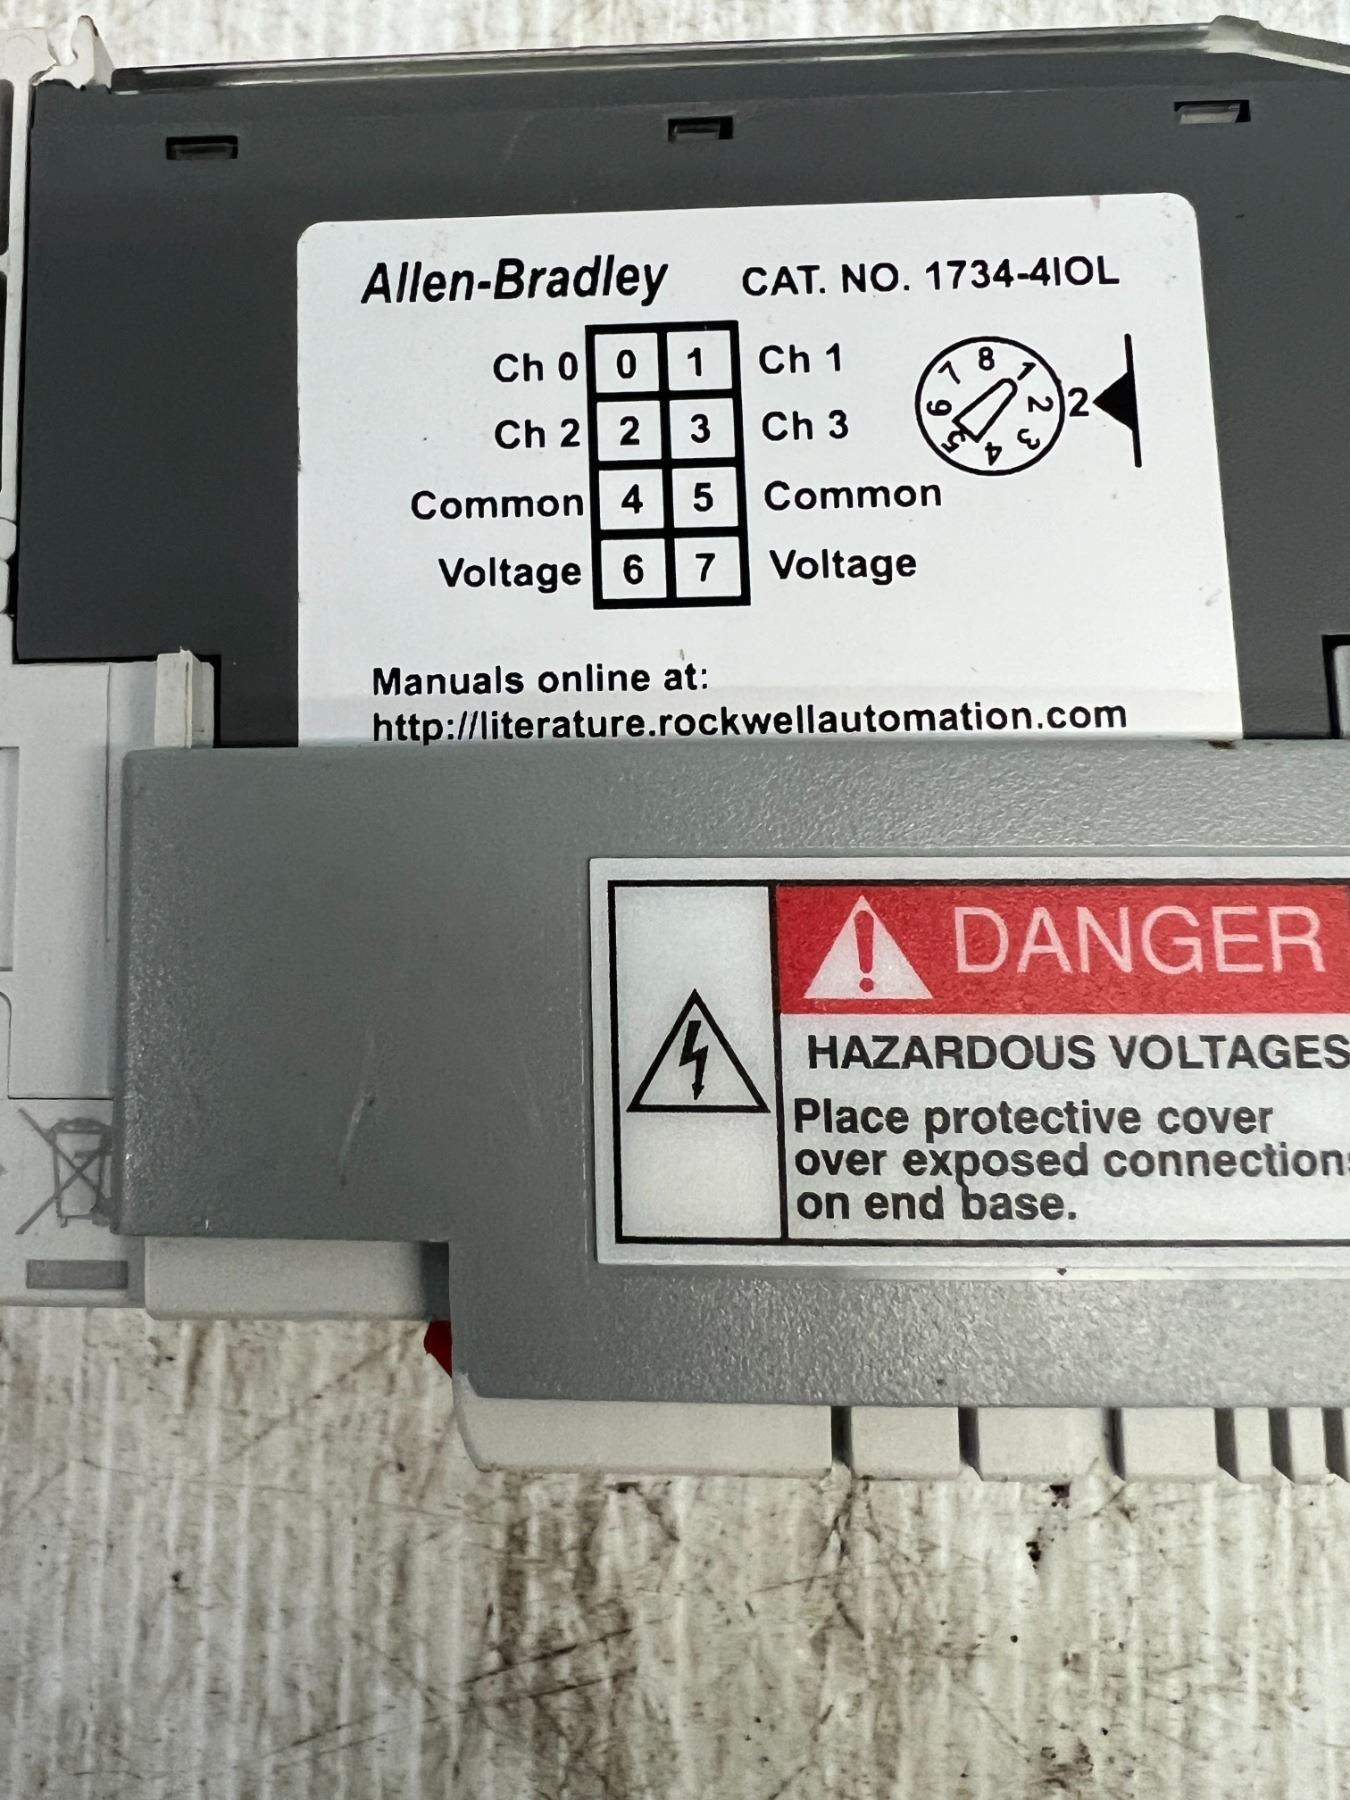 Allen-Bradley CAT. NO. 1734-4IOL
Ch 0 0 1 Ch 1
Ch 2 2 3 Ch 3
Common 4 5 Common
Voltage 6 7 Voltage
8 1 2 3 4 5 6 7
2
Manuals online at:
http://literature.rockwellautomation.com
DANGER
HAZARDOUS VOLTAGES
Place protective cover
over exposed connections
on end base.